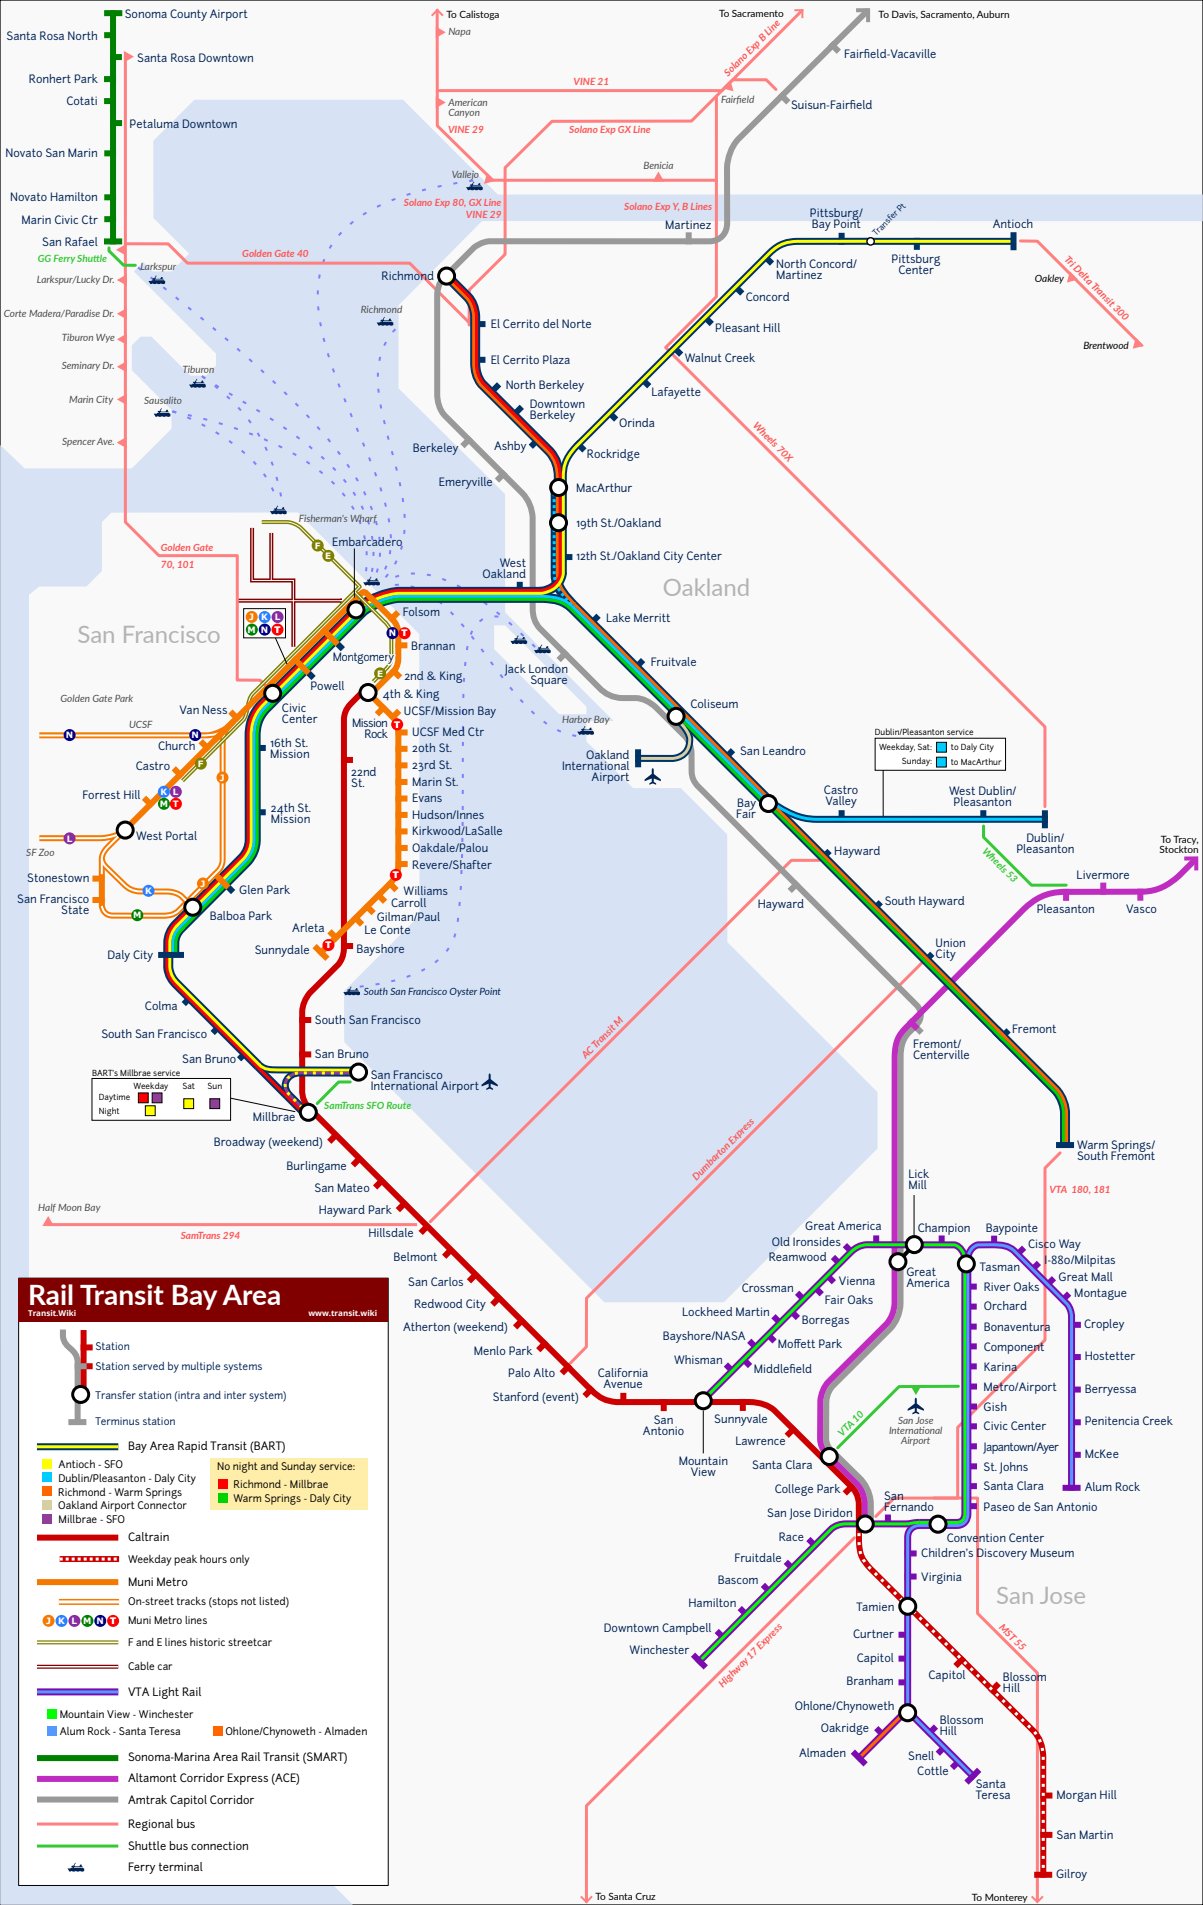 Sonoma County Airport
Santa Rosa North
Santa Rosa Downtown
Ronhert Park
Cotati
Petaluma Downtown
Novato San Marin
Novato Hamilton
Marin Civic Ctr
San Rafael
GG Ferry Shuttle
Larkspur
Larkspur/Lucky Dr.
Corte Madera/Paradise Dr.
Tiburon Wye
Seminary Dr.
Marin City
Spencer Ave.
Tiburon
Sausalito
Golden Gate 40
Golden Gate
70, 101
To Calistoga
Napa
American
Canyon
VINE 29
VINE 21
Vallejo
Solano Exp 80, GX Line
VINE 29
Solano Exp GX Line
Solano Exp B Line
Solano Exp Y, B Lines
Benicia
Fairfield
To Sacramento
To Davis, Sacramento, Auburn
Fairfield-Vacaville
Suisun-Fairfield
Martinez
Richmond
Richmond
El Cerrito del Norte
El Cerrito Plaza
North Berkeley
Downtown
Berkeley
Ashby
Berkeley
Emeryville
MacArthur
19th St./Oakland
12th St./Oakland City Center
West
Oakland
Oakland
Pittsburg/
Bay Point
Transfer Pt
Pittsburg
Center
Antioch
North Concord/
Martinez
Concord
Pleasant Hill
Walnut Creek
Lafayette
Orinda
Rockridge
Tri Delta Transit 300
Oakley
Brentwood
Wheels 70X
Lake Merritt
Fruitvale
Coliseum
San Leandro
Jack London
Square
Harbor Bay
Oakland
International
Airport
Bay
Fair
Dublin/Pleasanton service
Weekday, Sat: to Daly City
Sunday: to MacArthur
Castro
Valley
West Dublin/
Pleasanton
Dublin/
Pleasanton
Wheels 53
To Tracy,
Stockton
Livermore
Pleasanton
Vasco
Hayward
Hayward
South Hayward
Union
City
Fremont
Fremont/
Centerville
Warm Springs/
South Fremont
VTA 180, 181
AC Transit M
Dumbarton Express
San Francisco
Fisherman's Wharf
Embarcadero
F
E
J K L
M N T
Folsom
N T
Brannan
Montgomery
Powell
E
2nd & King
4th & King
UCSF/Mission Bay
Mission
Rock
T
UCSF Med Ctr
20th St.
23rd St.
Marin St.
Evans
Hudson/Innes
Kirkwood/LaSalle
Oakdale/Palou
Revere/Shafter
T
Williams
Carroll
Gilman/Paul
Le Conte
Arleta
Sunnydale
T
Bayshore
22nd
St.
Civic
Center
Van Ness
Golden Gate Park
UCSF
N
N
Church
Castro
F
J
Forrest Hill
K L
M T
West Portal
L
SF Zoo
Stonestown
San Francisco
State
K
M
J
16th St.
Mission
24th St.
Mission
Glen Park
Balboa Park
Daly City
Colma
South San Francisco
San Bruno
South San Francisco Oyster Point
South San Francisco
San Bruno
San Francisco
International Airport
SamTrans SFO Route
BART's Millbrae service
Weekday Sat Sun
Daytime
Night
Millbrae
Broadway (weekend)
Burlingame
San Mateo
Hayward Park
Hillsdale
Belmont
San Carlos
Redwood City
Atherton (weekend)
Menlo Park
Palo Alto
Stanford (event)
Half Moon Bay
SamTrans 294
California
Avenue
San
Antonio
Mountain
View
Sunnyvale
Lawrence
Santa Clara
College Park
San Jose Diridon
San
Fernando
Lick
Mill
Great America
Champion
Old Ironsides
Reamwood
Vienna
Crossman
Fair Oaks
Lockheed Martin
Borregas
Bayshore/NASA
Moffett Park
Whisman
Middlefield
Great
America
Baypointe
Cisco Way
I-880/Milpitas
Great Mall
Montague
Tasman
River Oaks
Orchard
Bonaventura
Component
Karina
Metro/Airport
Gish
Civic Center
Japantown/Ayer
St. Johns
Santa Clara
Paseo de San Antonio
Cropley
Hostetter
Berryessa
Penitencia Creek
McKee
Alum Rock
VTA 10
San Jose
International
Airport
Convention Center
Children's Discovery Museum
Virginia
Race
Fruitdale
Bascom
Hamilton
Downtown Campbell
Winchester
Highway 17 Express
San Jose
Tamien
Curtner
Capitol
Branham
Ohlone/Chynoweth
Oakridge
Almaden
Blossom
Hill
Snell
Cottle
Santa
Teresa
MST 55
Capitol
Blossom
Hill
Morgan Hill
San Martin
Gilroy
To Santa Cruz
To Monterey
Rail Transit Bay Area
Transit.Wiki www.transit.wiki
Station
Station served by multiple systems
Transfer station (intra and inter system)
Terminus station
Bay Area Rapid Transit (BART)
Antioch - SFO
Dublin/Pleasanton - Daly City
Richmond - Warm Springs
Oakland Airport Connector
Millbrae - SFO
No night and Sunday service:
Richmond - Millbrae
Warm Springs - Daly City
Caltrain
Weekday peak hours only
Muni Metro
On-street tracks (stops not listed)
J K L M N T Muni Metro lines
F and E lines historic streetcar
Cable car
VTA Light Rail
Mountain View - Winchester
Alum Rock - Santa Teresa
Ohlone/Chynoweth - Almaden
Sonoma-Marina Area Rail Transit (SMART)
Altamont Corridor Express (ACE)
Amtrak Capitol Corridor
Regional bus
Shuttle bus connection
Ferry terminal